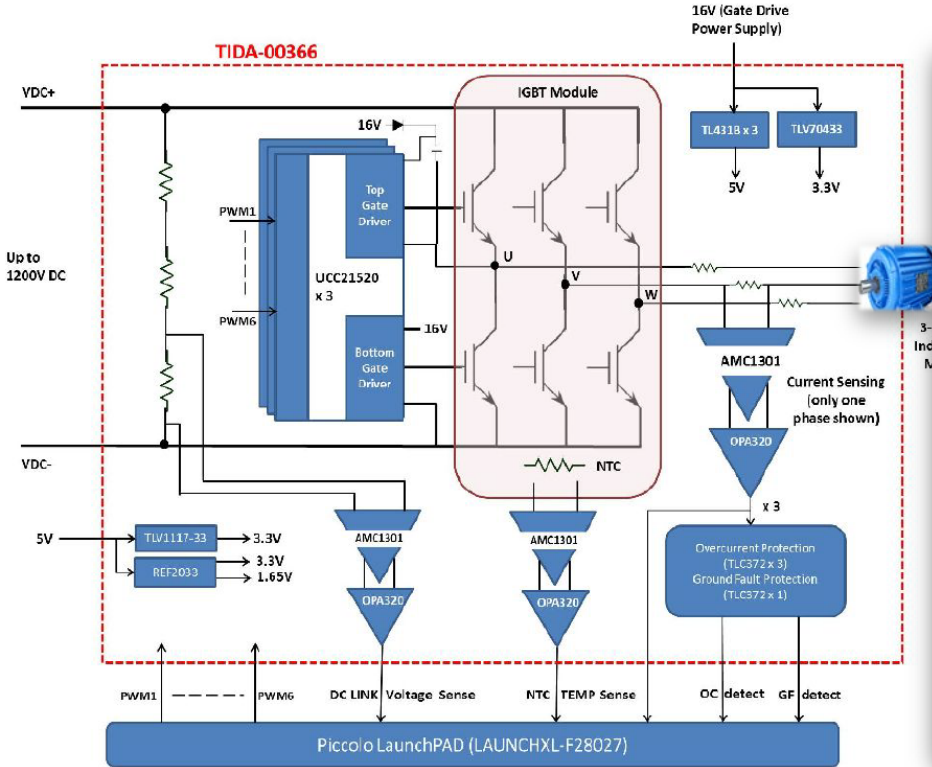 16V (Gate Drive
Power Supply)
TIDA-00366
VDC+
IGBT Module
16V
TL431B x 3
TLV70433
5V
3.3V
Top
Gate
Driver
PWM1
Up to
1200V DC
UCC21520
x 3
U
V
W
PWM6
16V
Bottom
Gate
Driver
3-
Ind
M
AMC1301
Current Sensing
(only one
phase shown)
OPA320
VDC-
NTC
x 3
5V
TLV1117-33
3.3V
REF2033
3.3V
1.65V
AMC1301
OPA320
AMC1301
OPA320
Overcurrent Protection
(TLC372 x 3)
Ground Fault Protection
(TLC372 x 1)
PWM1
PWM6
DC LINK Voltage Sense
NTC TEMP Sense
OC detect
GF detect
Piccolo LaunchPAD (LAUNCHXL-F28027)